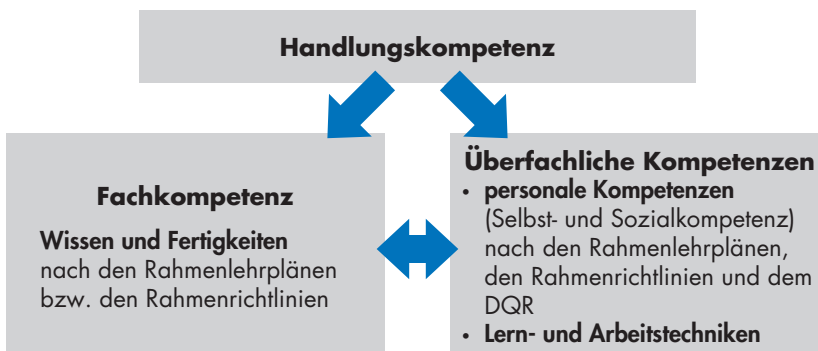 Handlungskompetenz
Fachkompetenz
Wissen und Fertigkeiten
nach den Rahmenlehrplänen
bzw. den Rahmenrichtlinien
Überfachliche Kompetenzen
• personale Kompetenzen
(Selbst- und Sozialkompetenz)
nach den Rahmenlehrplänen,
den Rahmenrichtlinien und dem
DQR
• Lern- und Arbeitstechniken